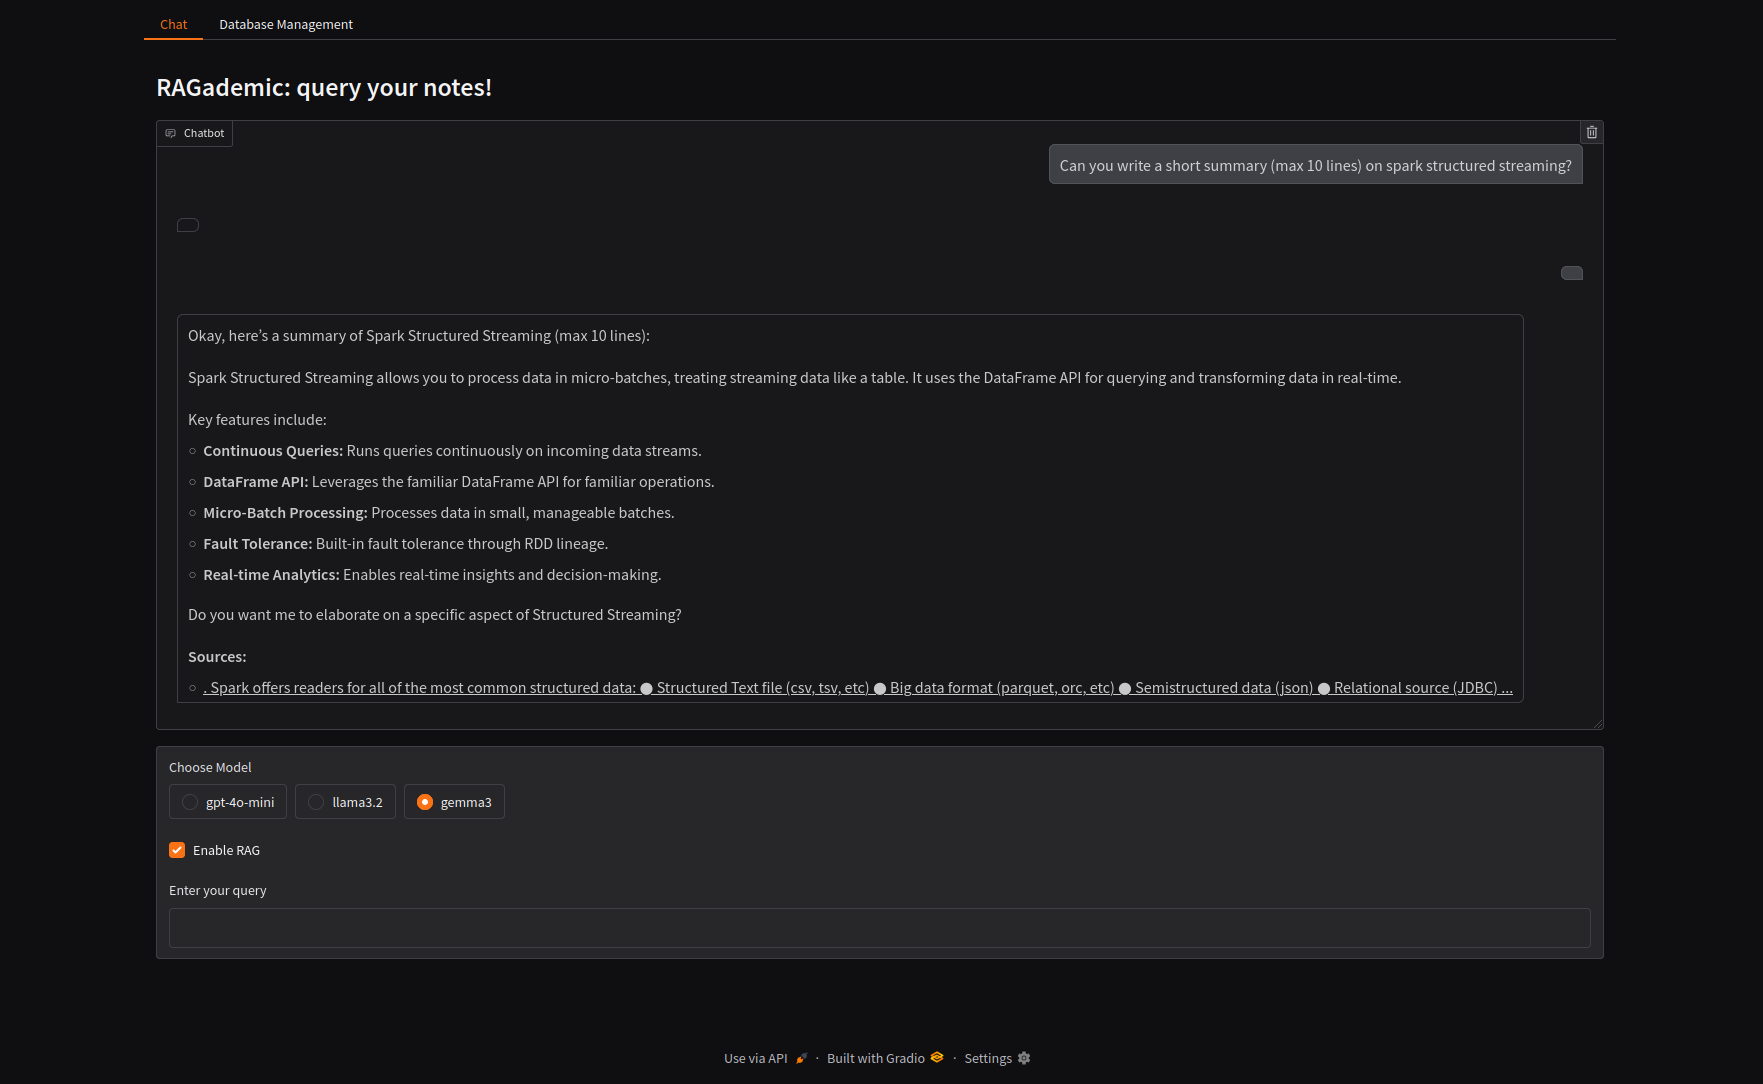 Chat
Database Management
RAGademic: query your notes!
Chatbot
Can you write a short summary (max 10 lines) on spark structured streaming?
Okay, here's a summary of Spark Structured Streaming (max 10 lines):
Spark Structured Streaming allows you to process data in micro-batches, treating streaming data like a table. It uses the DataFrame API for querying and transforming data in real-time.
Key features include:
○ Continuous Queries: Runs queries continuously on incoming data streams.
○ DataFrame API: Leverages the familiar DataFrame API for familiar operations.
○ Micro-Batch Processing: Processes data in small, manageable batches.
○ Fault Tolerance: Built-in fault tolerance through RDD lineage.
○ Real-time Analytics: Enables real-time insights and decision-making.
Do you want me to elaborate on a specific aspect of Structured Streaming?
Sources:
○ . Spark offers readers for all of the most common structured data: ● Structured Text file (csv, tsv, etc) ● Big data format (parquet, orc, etc) ● Semistructured data (json) ● Relational source (JDBC) ...
Choose Model
gpt-4o-mini
llama3.2
gemma3
Enable RAG
Enter your query
Use via API · Built with Gradio · Settings